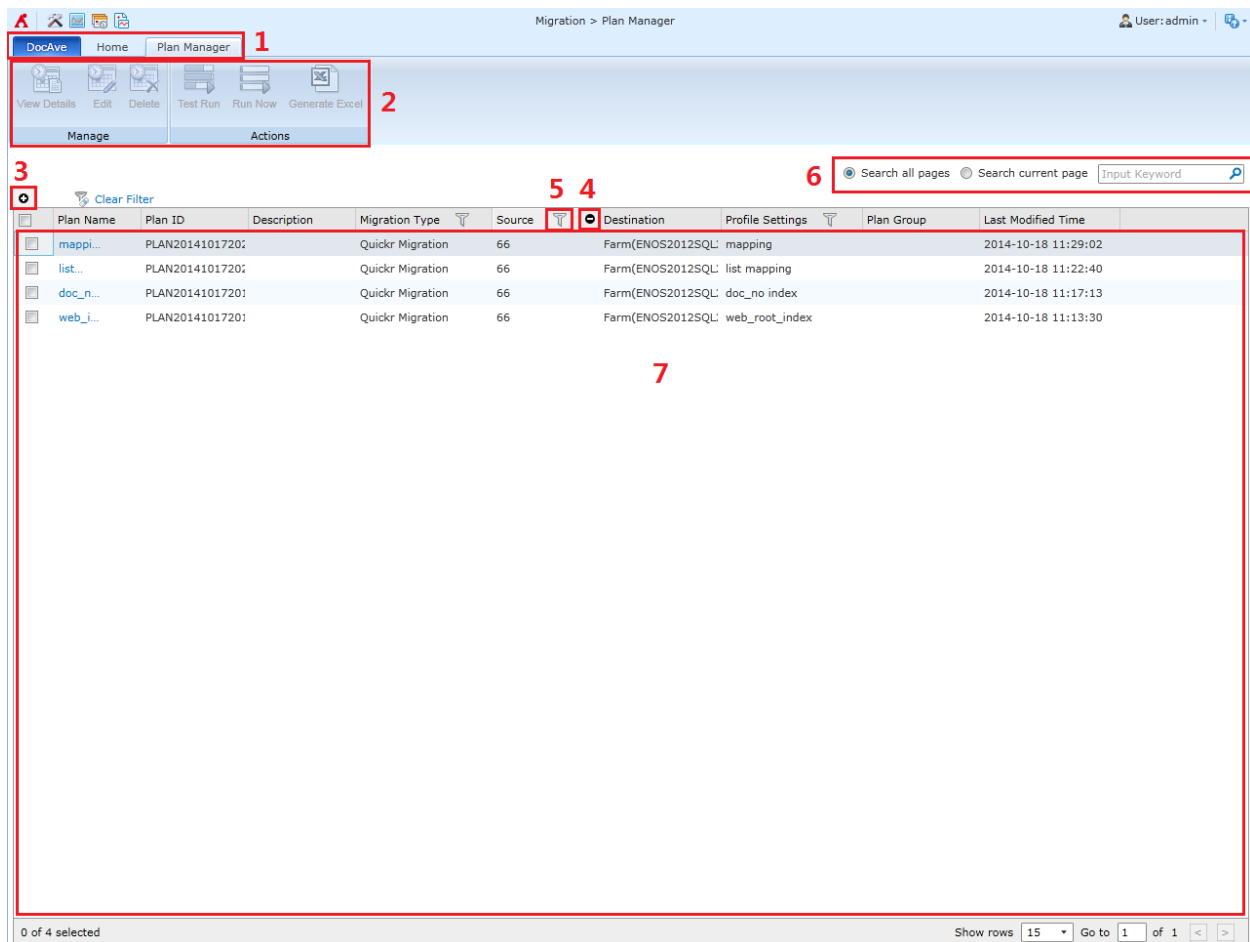 Migration > Plan Manager
User:admin
DocAve Home Plan Manager 1
View Details Edit Delete Test Run Run Now Generate Excel 2
Manage Actions
3 5 4 6 Search all pages Search current page Input Keyword
Clear Filter
Plan Name Plan ID Description Migration Type Source Destination Profile Settings Plan Group Last Modified Time
mappi... PLAN20141017202 Quickr Migration 66 Farm(ENOS2012SQL: mapping 2014-10-18 11:29:02
list... PLAN20141017202 Quickr Migration 66 Farm(ENOS2012SQL: list mapping 2014-10-18 11:22:40
doc_n... PLAN20141017201 Quickr Migration 66 Farm(ENOS2012SQL: doc_no index 2014-10-18 11:17:13
web_i... PLAN20141017201 Quickr Migration 66 Farm(ENOS2012SQL: web_root_index 2014-10-18 11:13:30
7
0 of 4 selected Show rows 15 Go to 1 of 1 < >